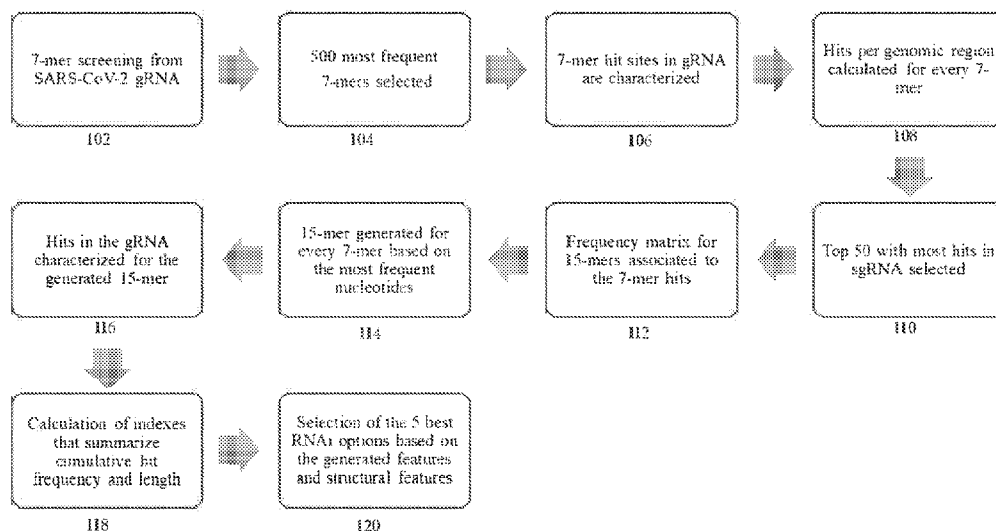 7-mer screening from
SARS-CoV-2 gRNA
102
500 most frequent
7-mers selected
104
7-mer hit sites in gRNA
are characterized
106
Hits per genomic region
calculated for every 7-
mer
108
Top 50 with most hits in
sgRNA selected
110
Frequency matrix for
15-mers associated to
the 7-mer hits
112
15-mer generated for
every 7-mer based on
the most frequent
nucleotides
114
Hits in the gRNA
characterized for the
generated 15-mer
116
Calculation of indexes
that summarize
cumulative hit
frequency and length
118
Selection of the 5 best
RNAi options based on
the generated features
and structural features
120